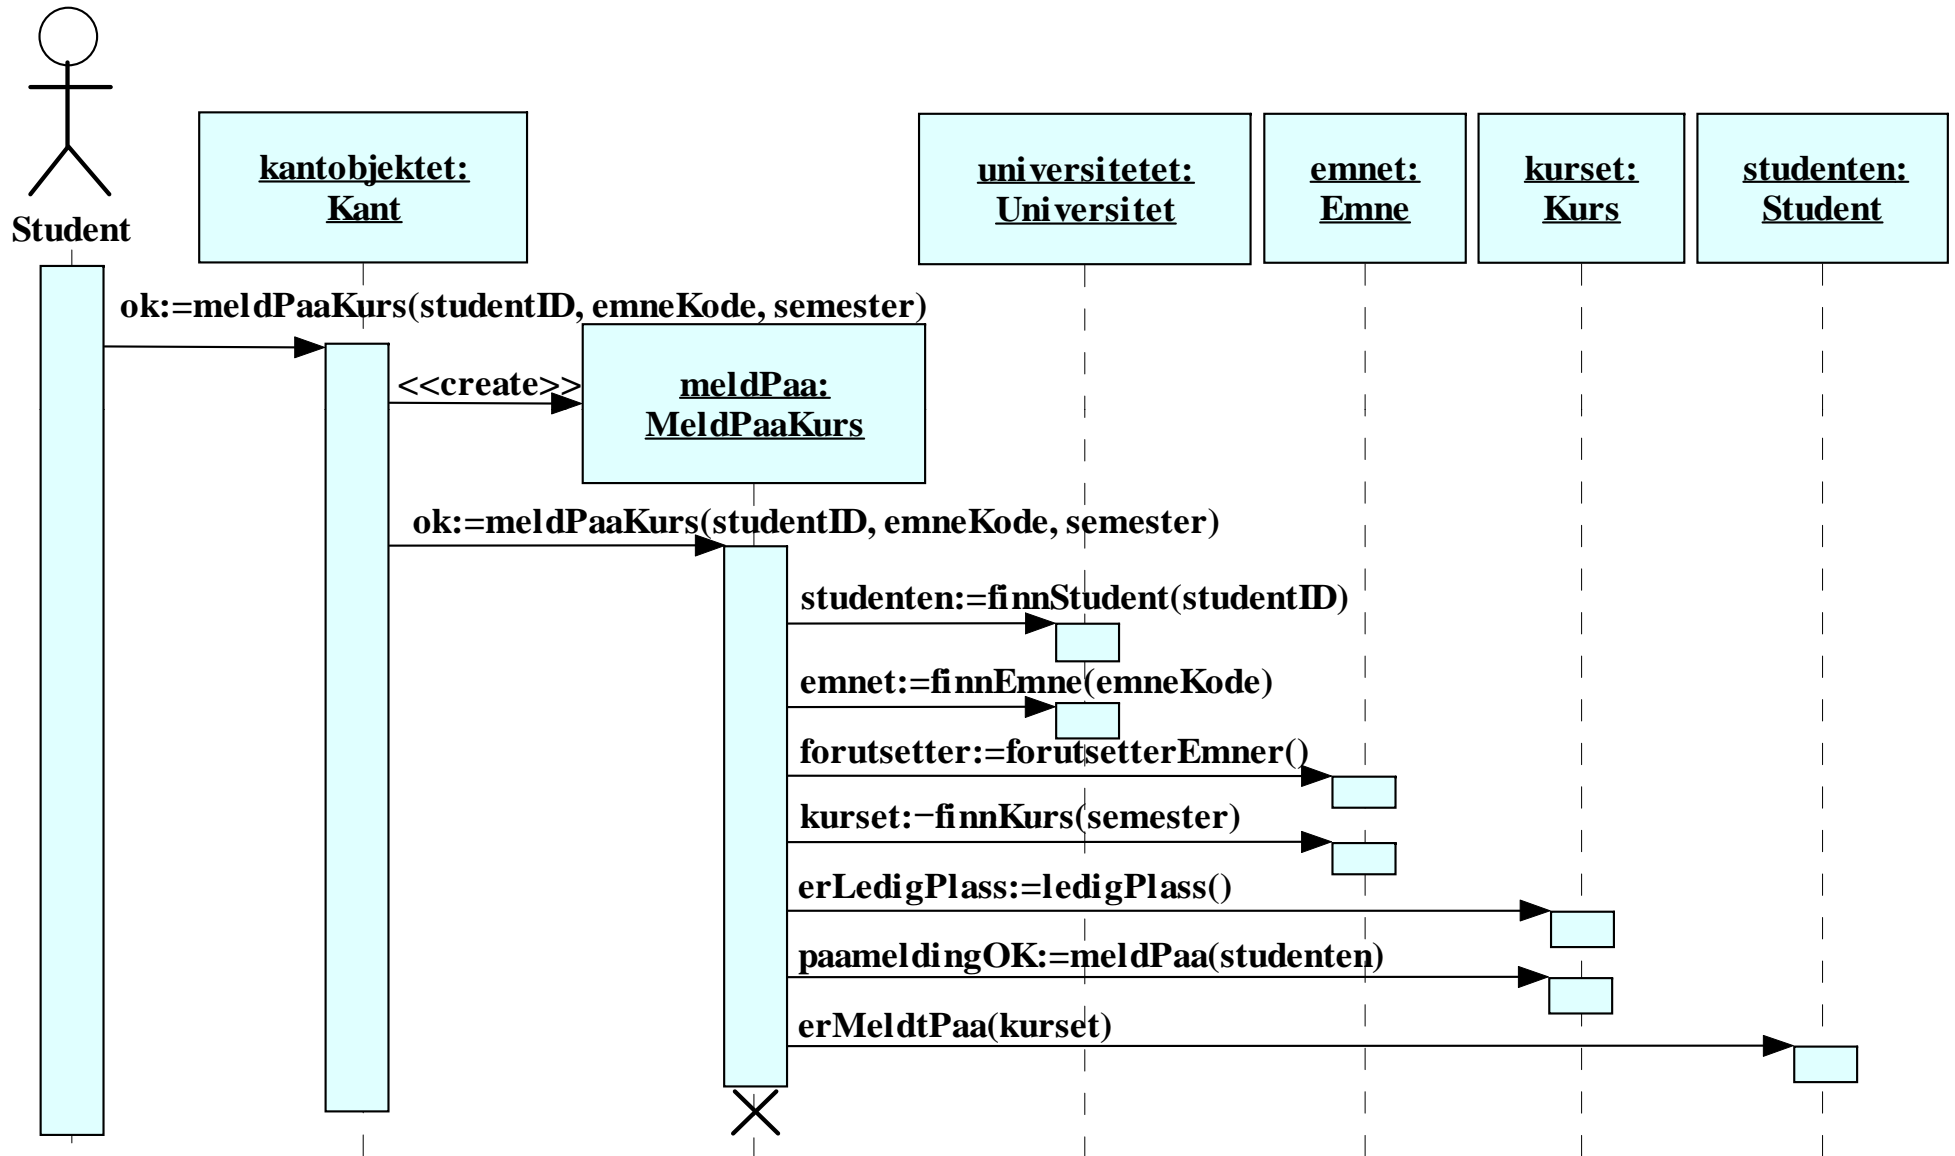 Student
kantobjektet:
Kant
universitetet:
Universitet
emnet:
Emne
kurset:
Kurs
studenten:
Student
ok:=meldPaaKurs(studentID, emneKode, semester)
<<create>>
meldPaa:
MeldPaaKurs
ok:=meldPaaKurs(studentID, emneKode, semester)
studenten:=finnStudent(studentID)
emnet:=finnEmne(emneKode)
forutsetter:=forutsetterEmner()
kurset:−finnKurs(semester)
erLedigPlass:=ledigPlass()
paameldingOK:=meldPaa(studenten)
erMeldtPaa(kurset)